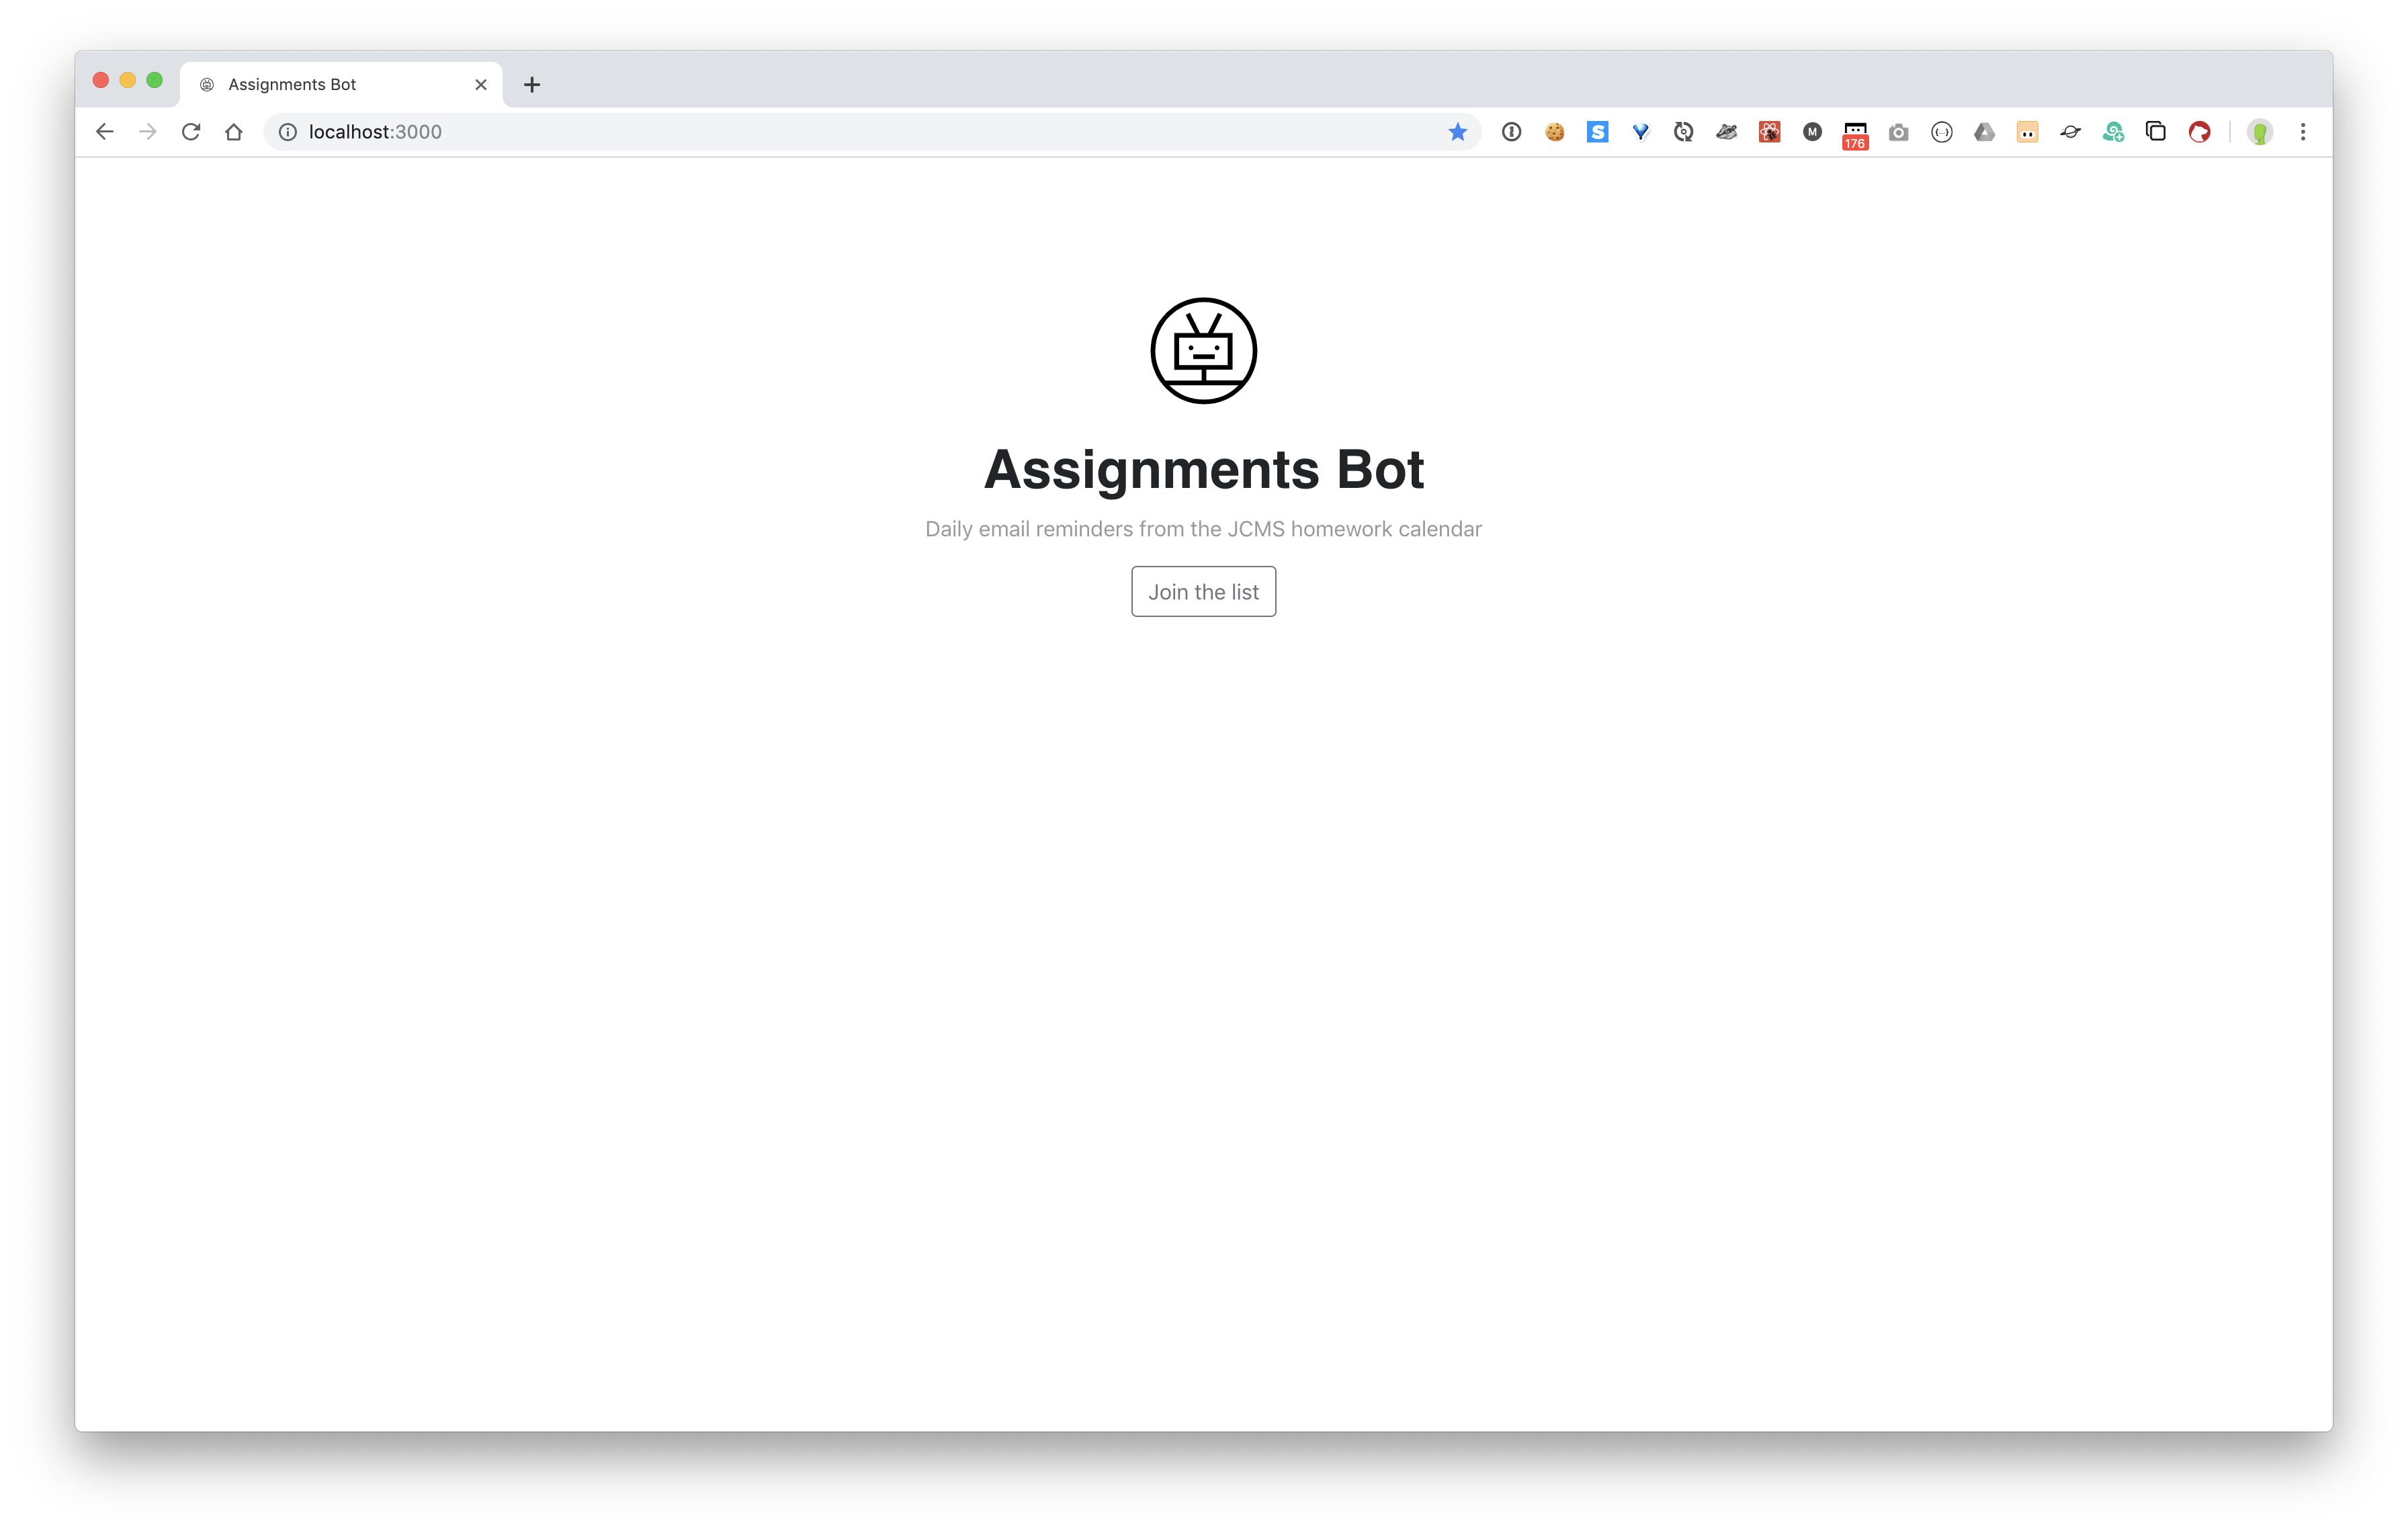 Assignments Bot
localhost:3000
S
M
176
Assignments Bot
Daily email reminders from the JCMS homework calendar
Join the list